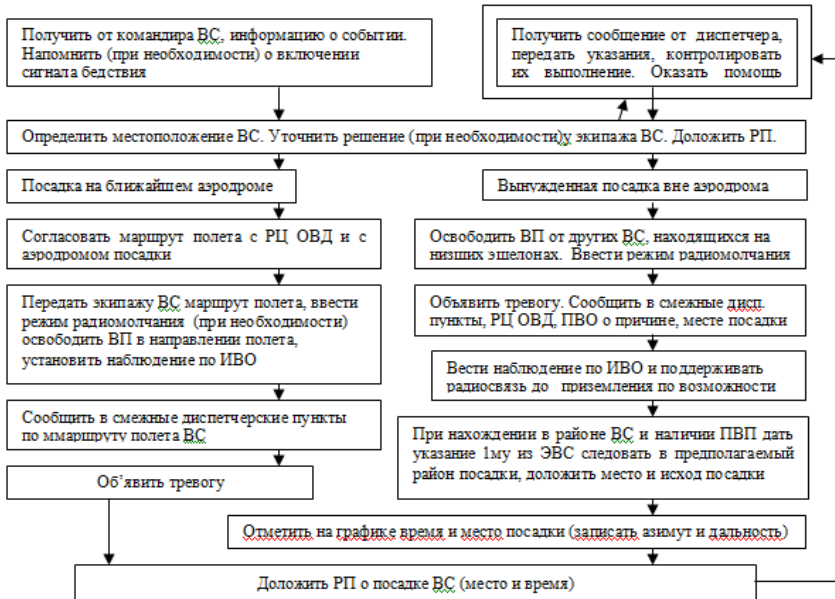 Получить от командира ВС, информацию о событии.
Напомнить (при необходимости) о включении
сигнала бедствия
Получить сообщение от диспетчера,
передать указания, контролировать
их выполнение. Оказать помощь
Определить местоположение ВС. Уточнить решение (при необходимости)у экипажа ВС. Доложить РП.
Посадка на ближайшем аэродроме
Вынужденная посадка вне аэродрома
Согласовать маршрут полета с РЦ ОВД и с
аэродромом посадки
Освободить ВП от других ВС, находящихся на
низших эшелонах. Ввести режим радиомолчания
Передать экипажу ВС маршрут полета, ввести
режим радиомолчания (при необходимости)
освободить ВП в направлении полета,
установить наблюдение по ИВО
Объявить тревогу. Сообщить в смежные дисп.
пункты, РЦ ОВД, ПВО о причине, месте посадки
Вести наблюдение по ИВО и поддерживать
радиосвязь до приземления по возможности
Сообщить в смежные диспетчерские пункты
по ммаршруту полета ВС
При нахождении в районе ВС и наличии ПВП дать
указание 1му из ЭВС следовать в предполагаемый
район посадки, доложить место и исход посадки
Об’явить тревогу
Отметить на графике время и место посадки (записать азимут и дальность)
Доложить РП о посадке ВС (место и время)